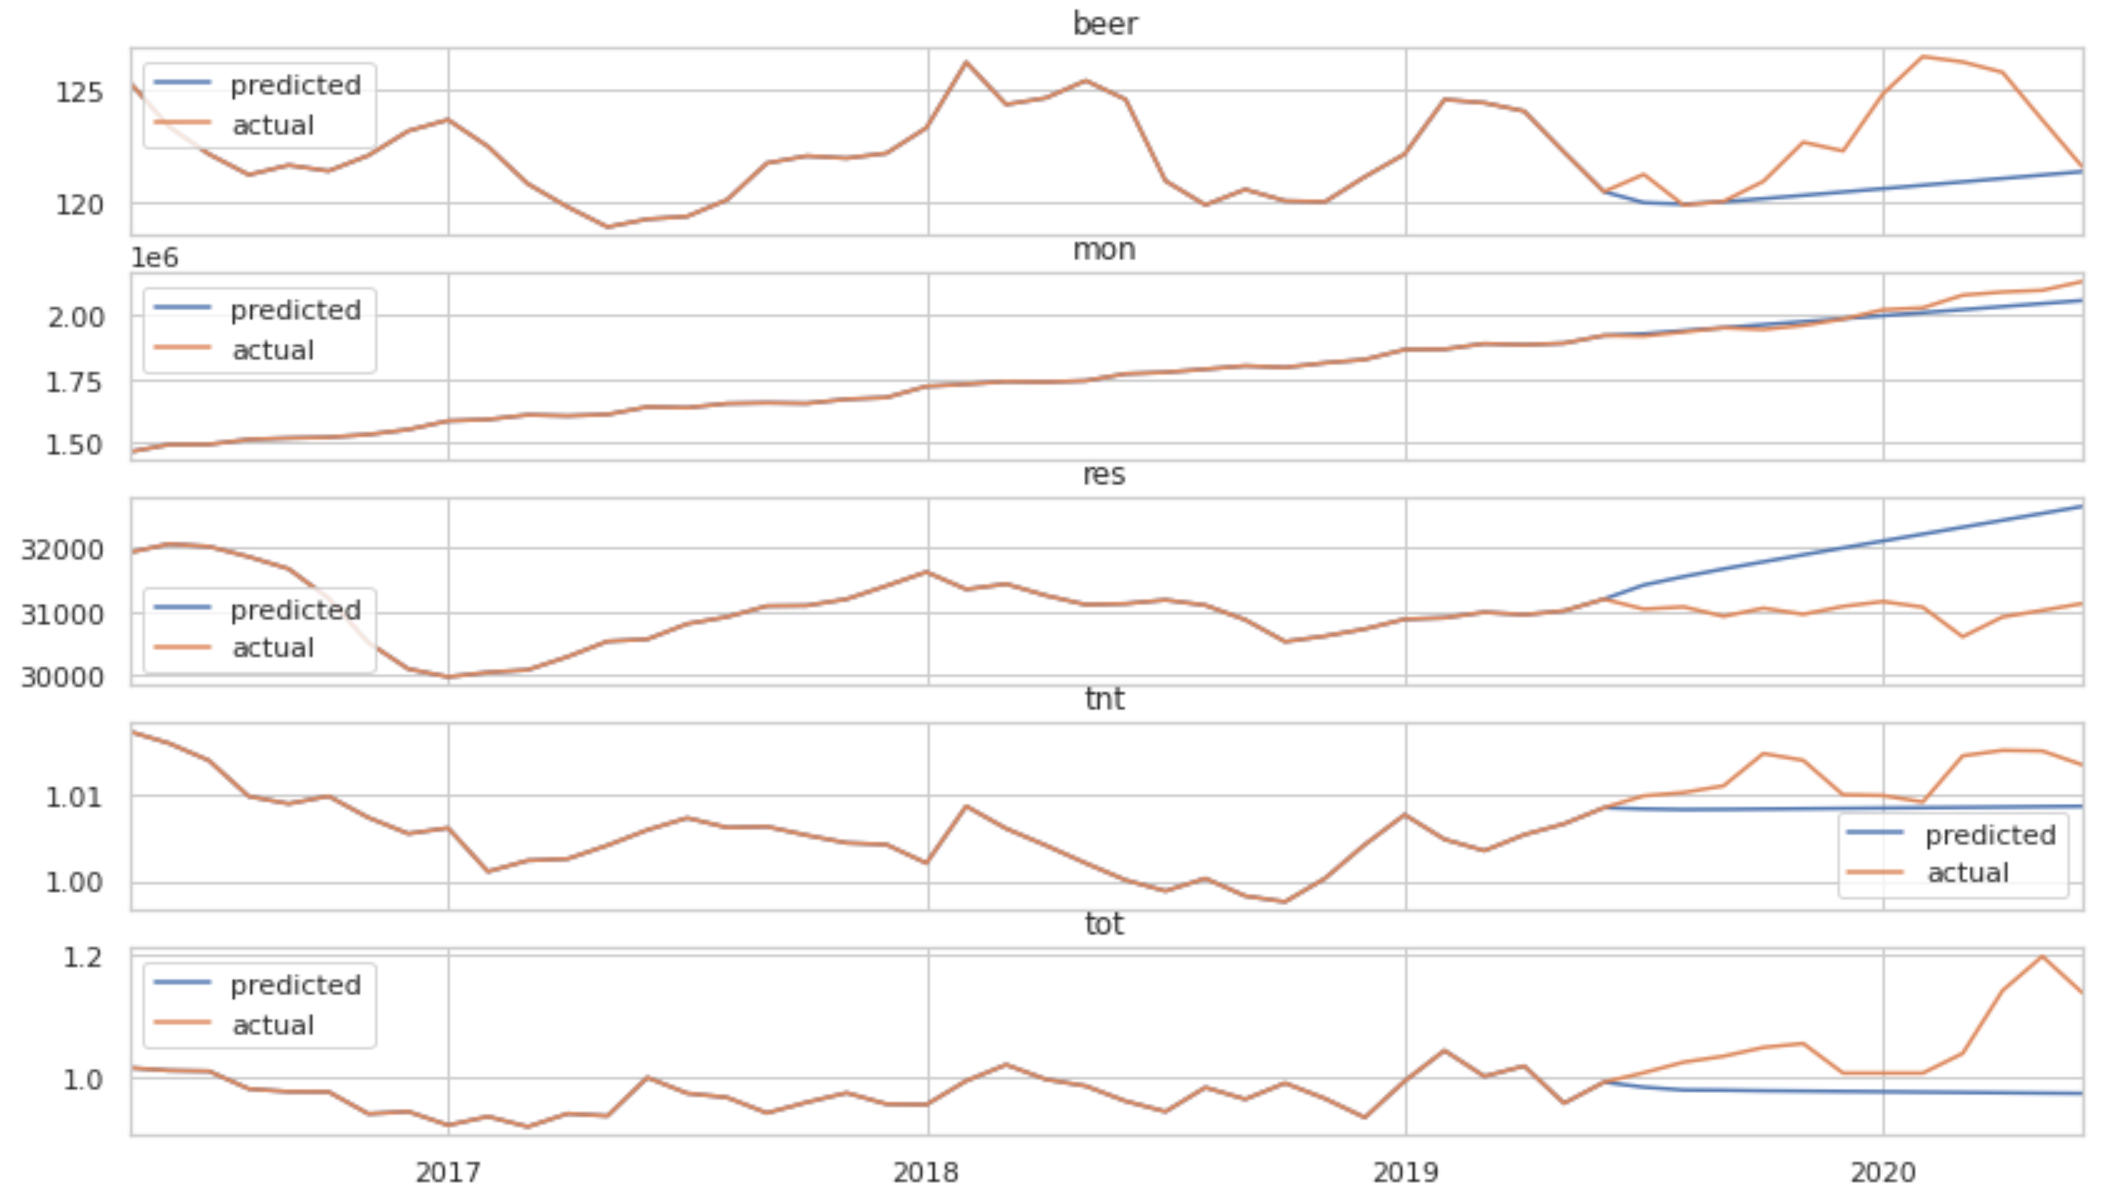 beer
125
120
predicted
actual
1e6
mon
2.00
1.75
1.50
predicted
actual
res
32000
31000
30000
predicted
actual
tnt
1.01
1.00
predicted
actual
tot
1.2
1.0
predicted
actual
2017 2018 2019 2020